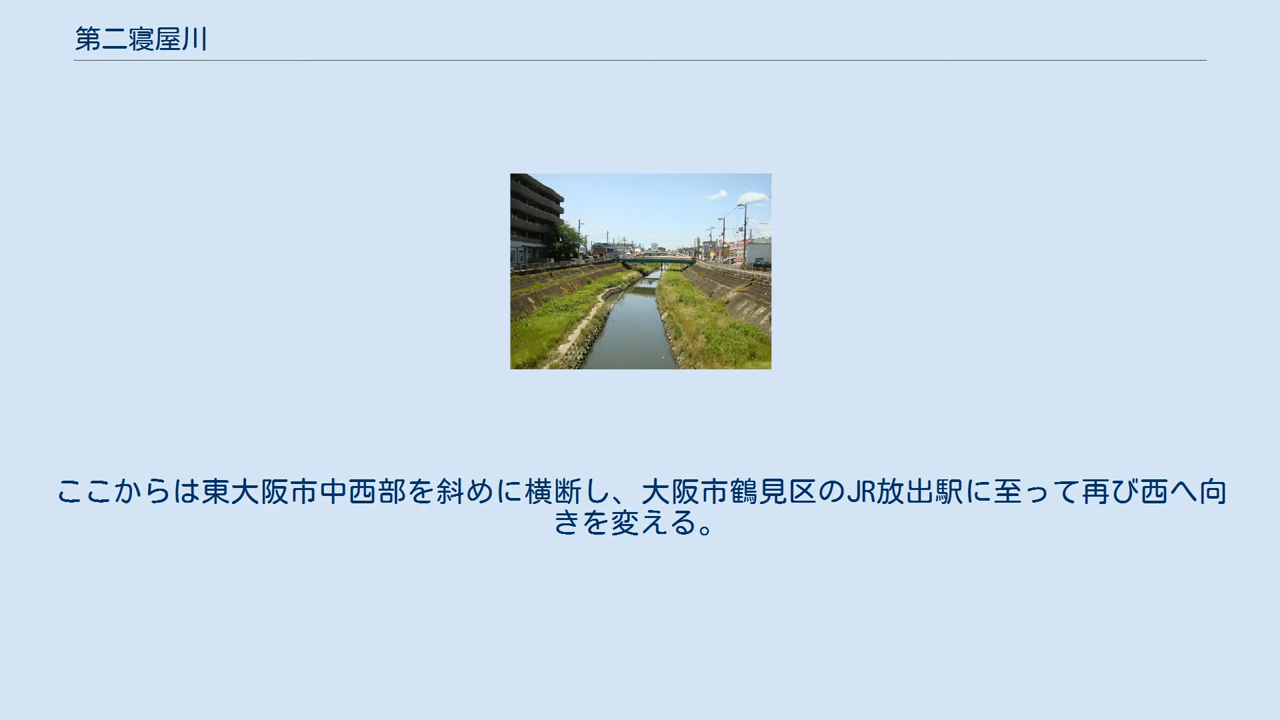 第二寝屋川
ここからは東大阪市中西部を斜めに横断し、大阪市鶴見区のJR放出駅に至って再び西へ向
きを変える。